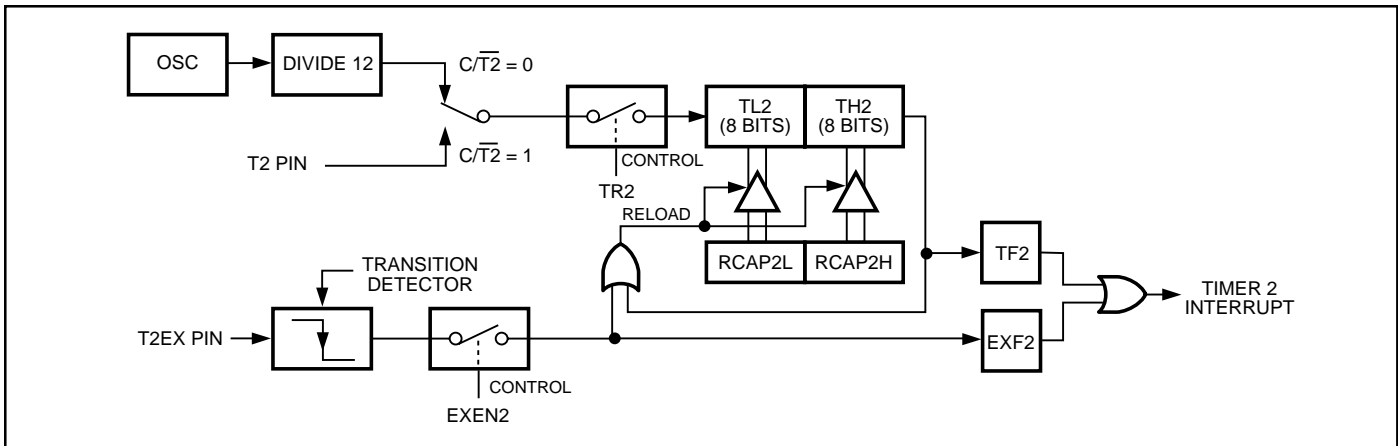 OSC
DIVIDE 12
C/T2 = 0
T2 PIN
C/T2 = 1
TL2
(8 BITS)
TH2
(8 BITS)
CONTROL
TR2
RELOAD
RCAP2L
RCAP2H
TF2
TRANSITION
DETECTOR
TIMER 2
INTERRUPT
T2EX PIN
EXF2
CONTROL
EXEN2